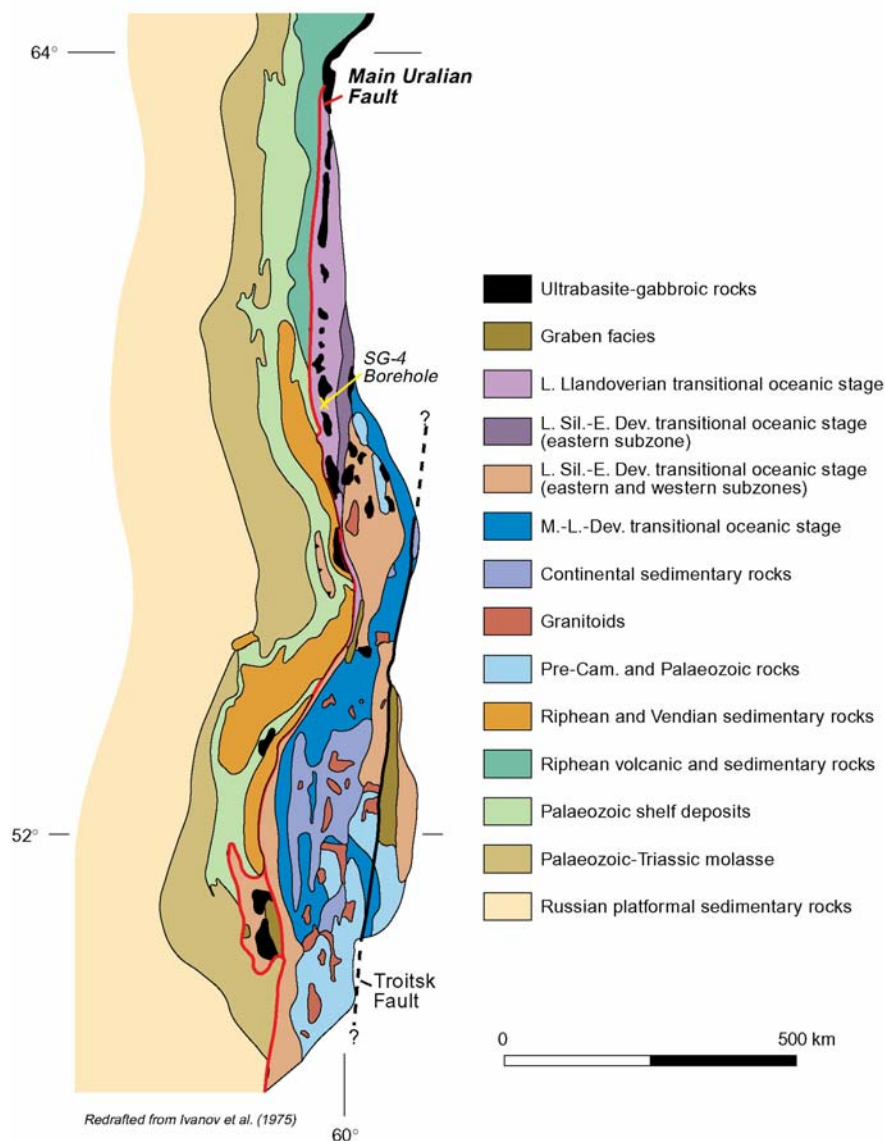 64°
Main Uralian
Fault
SG-4
Borehole
?
52°
Troitsk
Fault
?
60°
Redrafted from Ivanov et al. (1975)
Ultrabasite-gabbroic rocks
Graben facies
L. Llandoverian transitional oceanic stage
L. Sil.-E. Dev. transitional oceanic stage
(eastern subzone)
L. Sil.-E. Dev. transitional oceanic stage
(eastern and western subzones)
M.-L.-Dev. transitional oceanic stage
Continental sedimentary rocks
Granitoids
Pre-Cam. and Palaeozoic rocks
Riphean and Vendian sedimentary rocks
Riphean volcanic and sedimentary rocks
Palaeozoic shelf deposits
Palaeozoic-Triassic molasse
Russian platformal sedimentary rocks
0 500 km